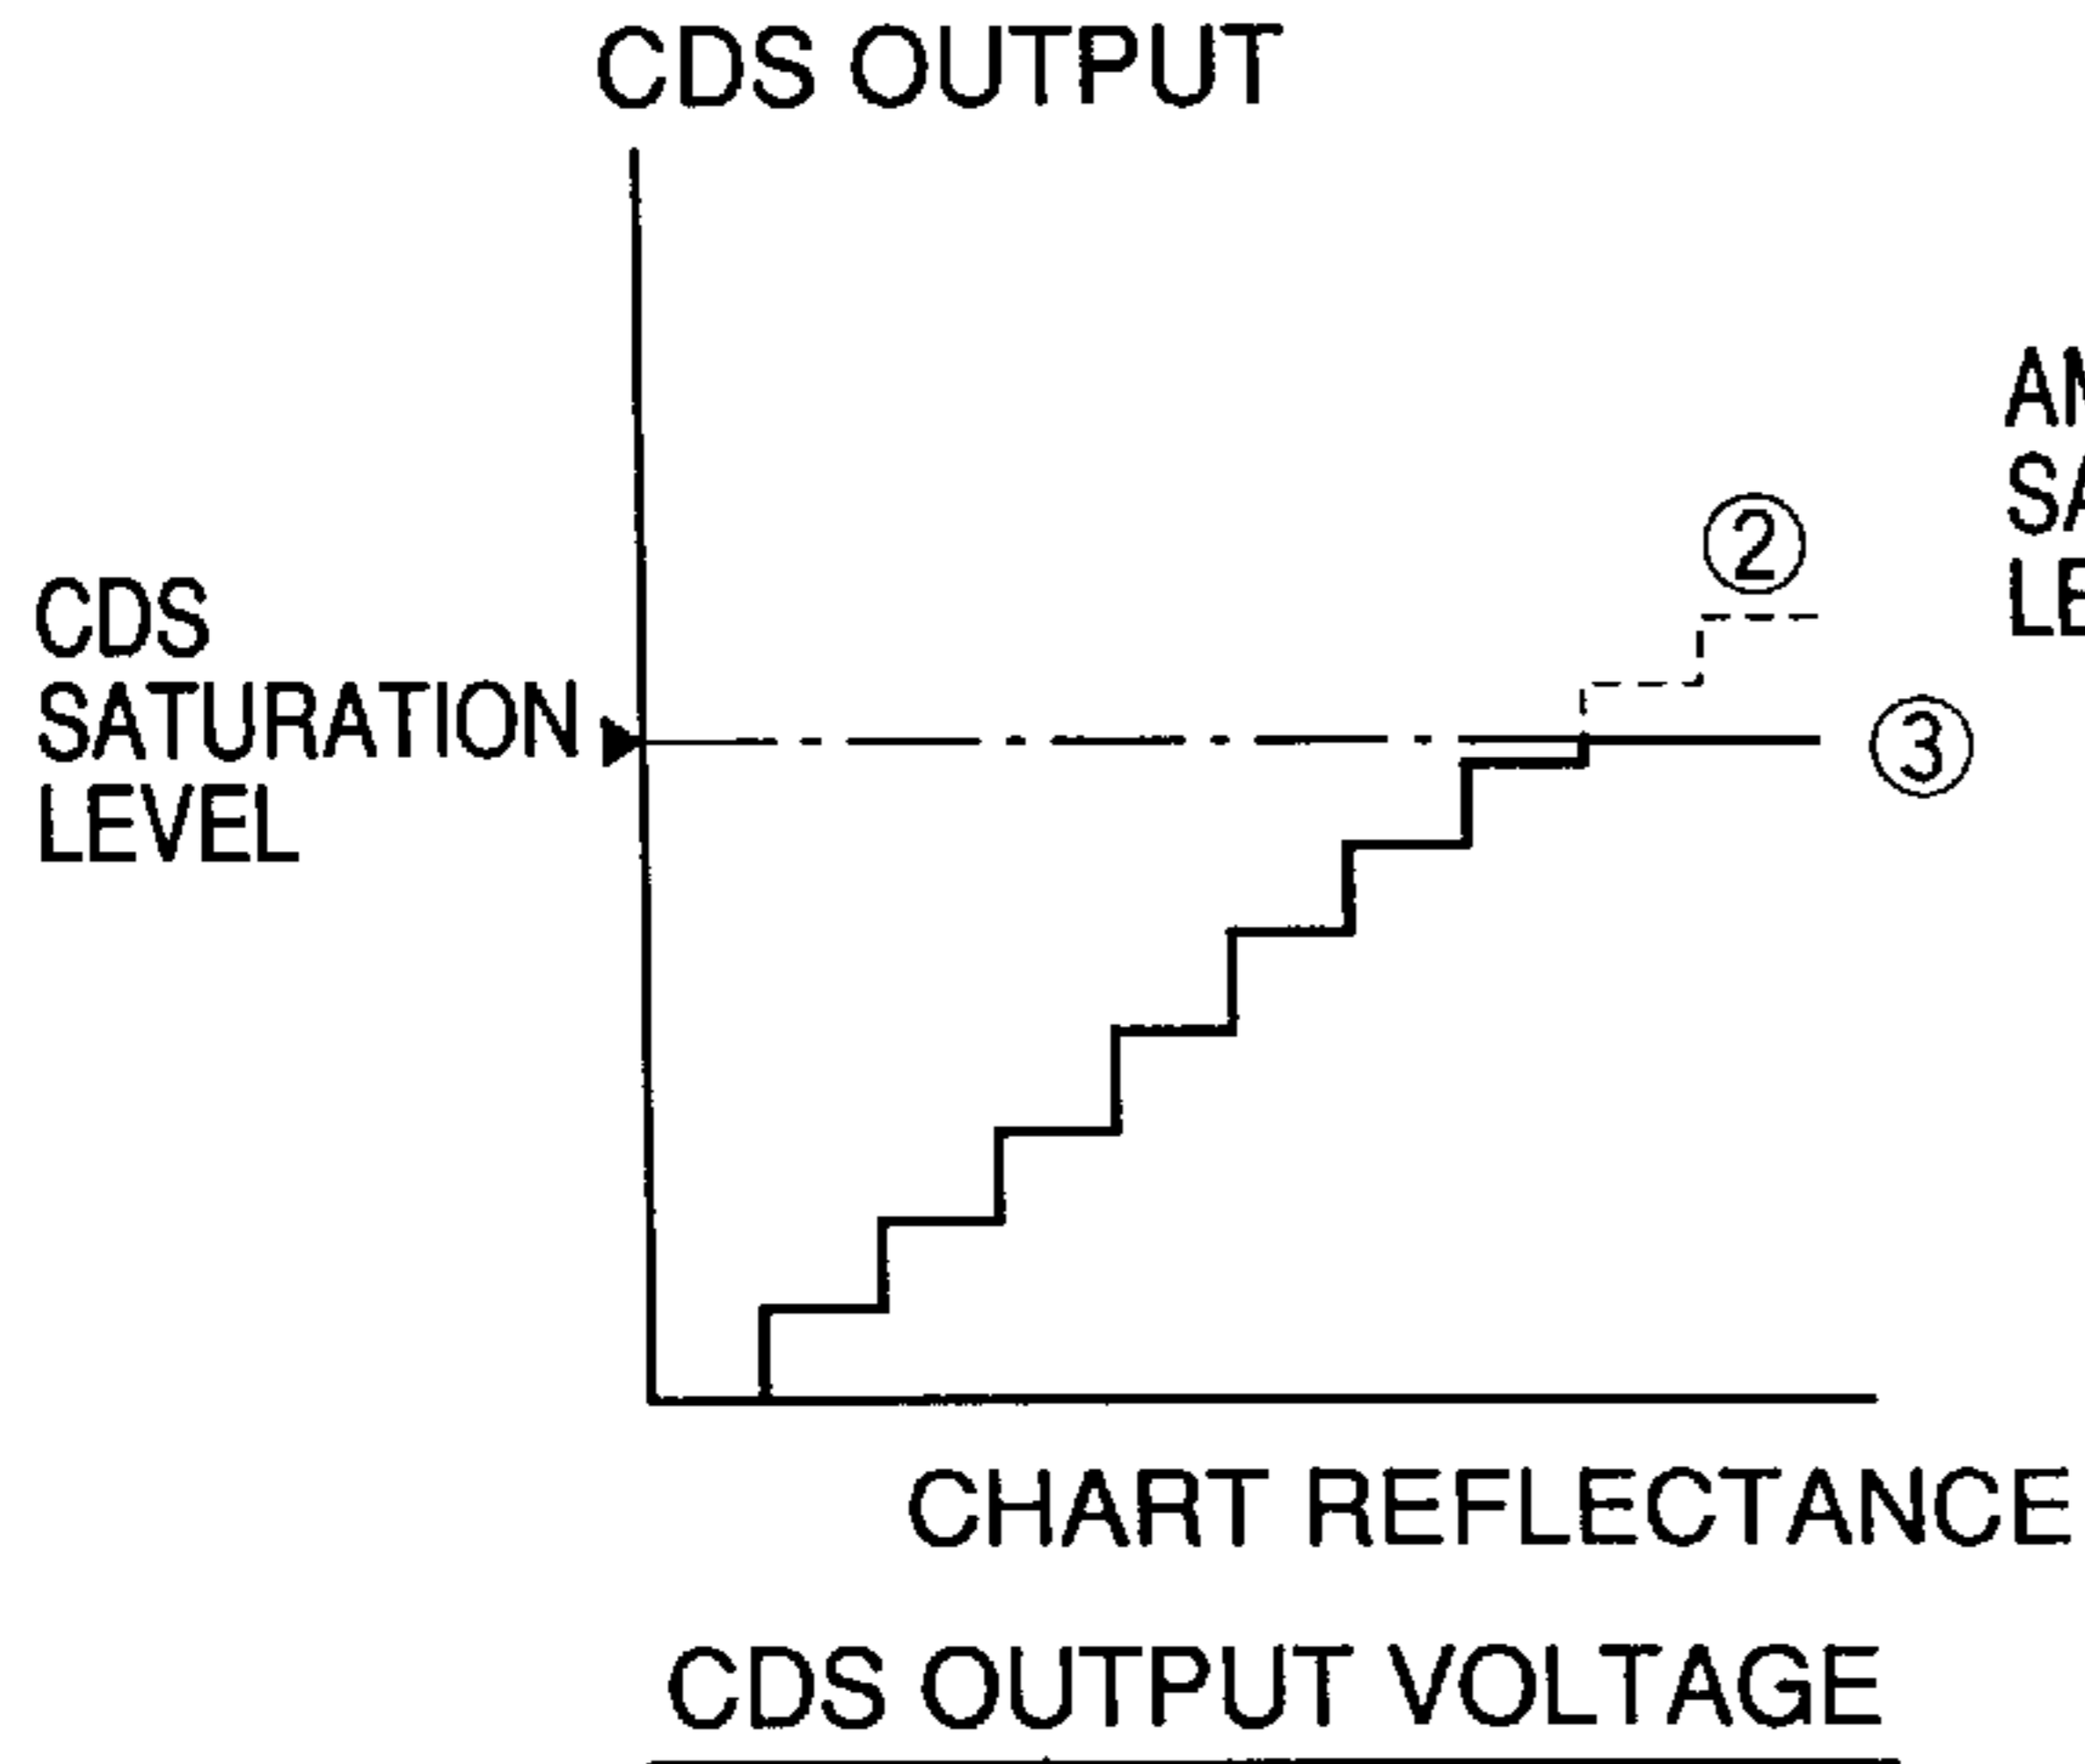 CDS OUTPUT
②
CDS
SATURATION
LEVEL
③
CHART REFLECTANCE
CDS OUTPUT VOLTAGE